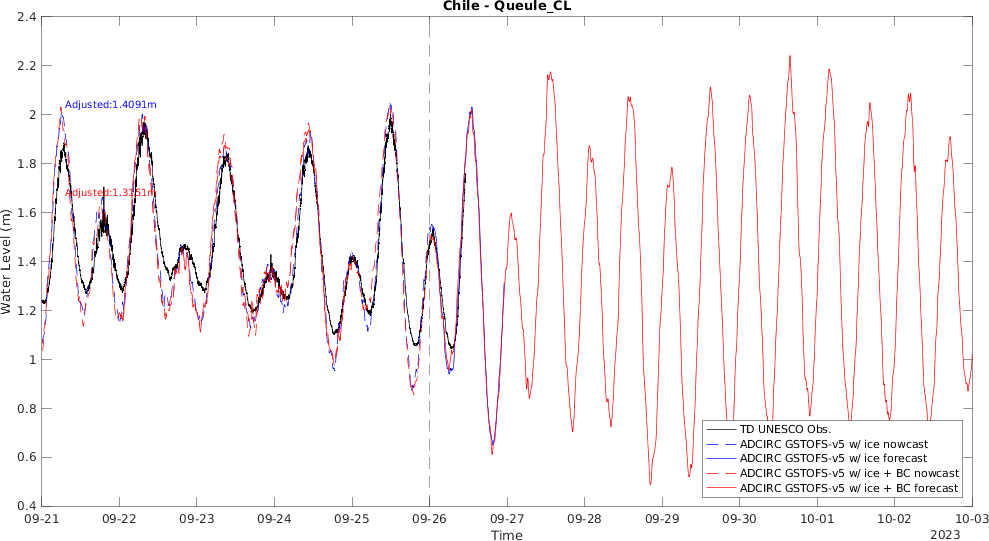 Chile - Queule_CL
2.4
2.2
2
1.8
1.6
1.4
1.2
1
0.8
0.6
0.4
Water Level (m)
Adjusted:1.4091m
Adjusted:1.3151m
TD UNESCO Obs.
ADCIRC GSTOFS-v5 w/ ice nowcast
ADCIRC GSTOFS-v5 w/ ice forecast
ADCIRC GSTOFS-v5 w/ ice + BC nowcast
ADCIRC GSTOFS-v5 w/ ice + BC forecast
09-21 09-22 09-23 09-24 09-25 09-26 09-27 09-28 09-29 09-30 10-01 10-02 10-03
Time
2023